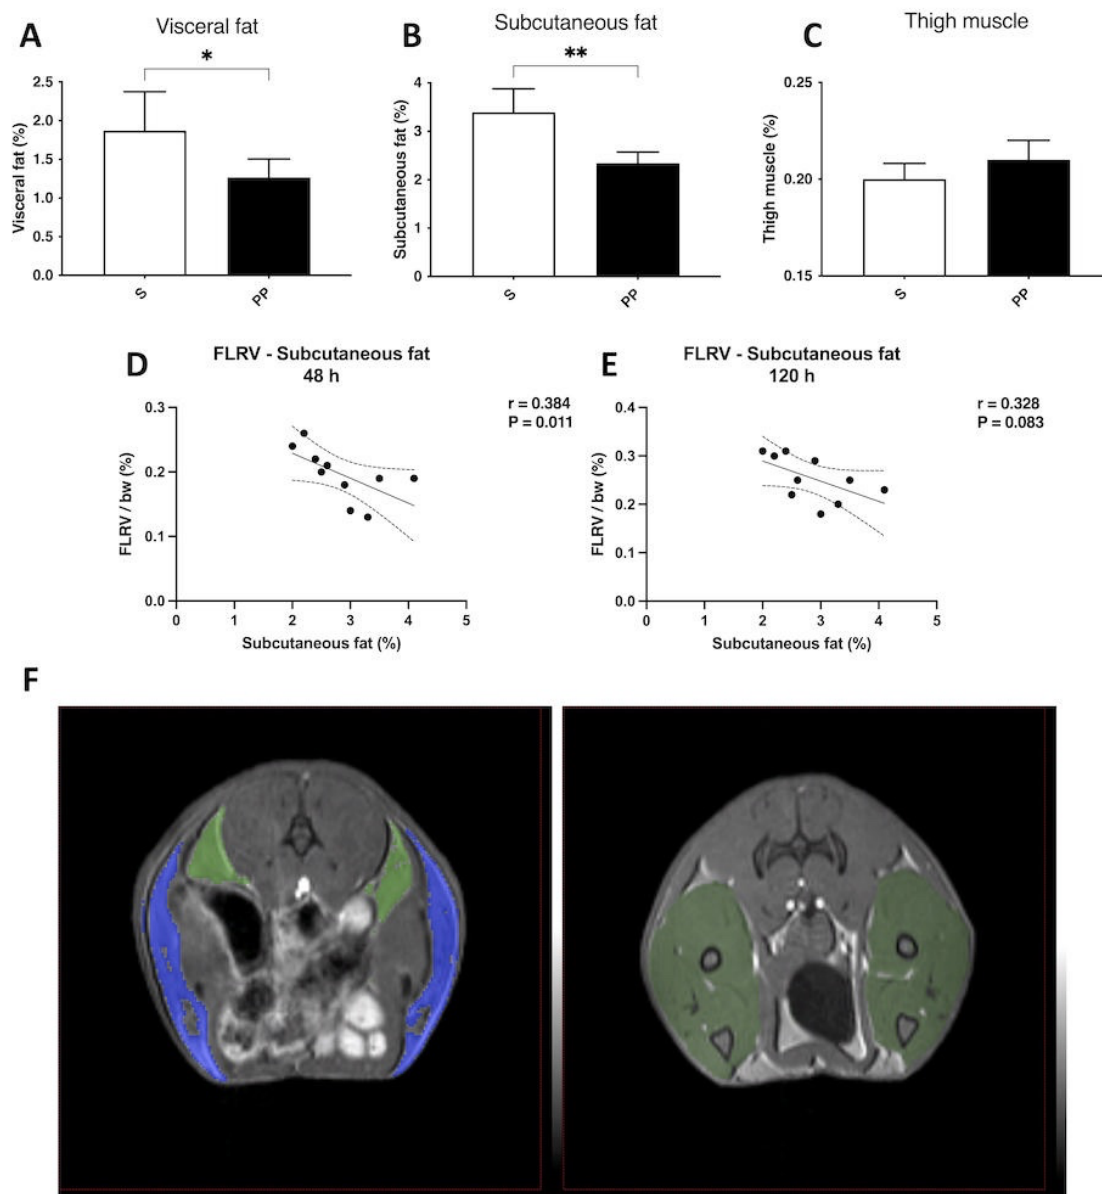 A
Visceral fat
*
Visceral fat (%)
2.5
2.0
1.5
1.0
0.5
0.0
S
PP
B
Subcutaneous fat
**
Subcutaneous fat (%)
4
3
2
1
0
S
PP
C
Thigh muscle
Thigh muscle (%)
0.25
0.20
0.15
S
PP
D
FLRV - Subcutaneous fat
48 h
r = 0.384
P = 0.011
FLRV / bw (%)
0.3
0.2
0.1
0.0
0 1 2 3 4 5
Subcutaneous fat (%)
E
FLRV - Subcutaneous fat
120 h
r = 0.328
P = 0.083
FLRV / bw (%)
0.4
0.3
0.2
0.1
0.0
0 1 2 3 4 5
Subcutaneous fat (%)
F